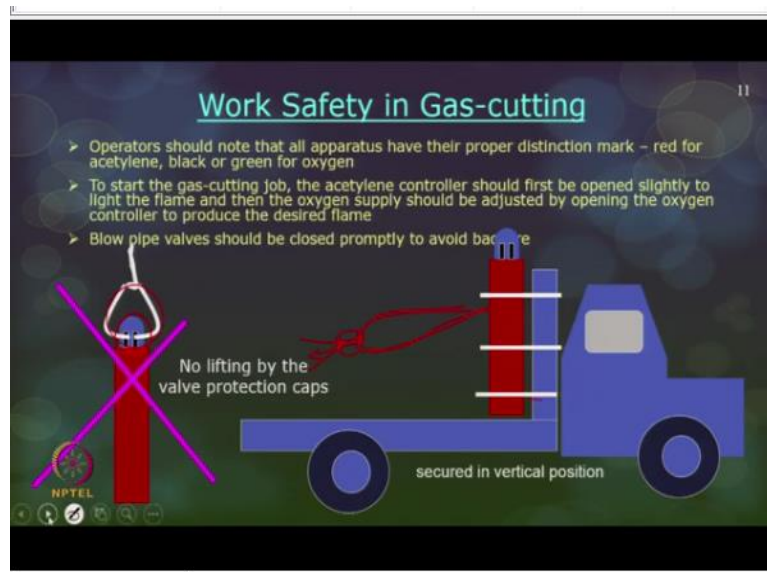 11
Work Safety in Gas-cutting
Operators should note that all apparatus have their proper distinction mark – red for
acetylene, black or green for oxygen
To start the gas-cutting job, the acetylene controller should first be opened slightly to
light the flame and then the oxygen supply should be adjusted by opening the oxygen
controller to produce the desired flame
Blow pipe valves should be closed promptly to avoid
No lifting by the
valve protection caps
secured in vertical position
NPTEL